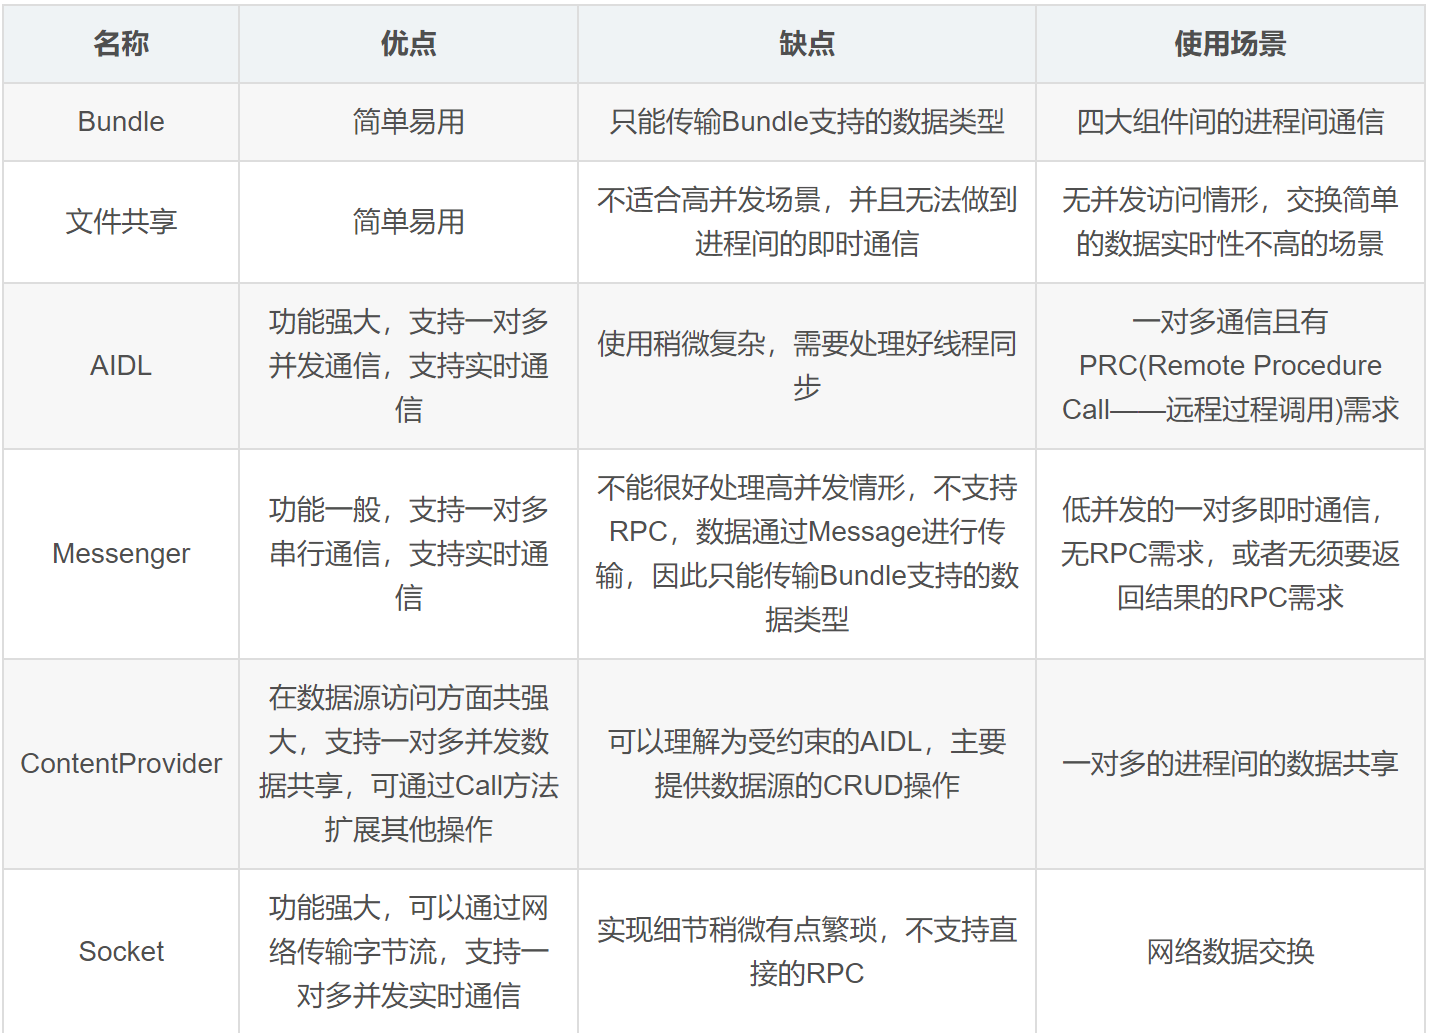 名称
优点
缺点
使用场景
Bundle
简单易用
只能传输Bundle支持的数据类型
四大组件间的进程间通信
文件共享
简单易用
不适合高并发场景，并且无法做到
进程间的即时通信
无并发访问情形，交换简单
的数据实时性不高的场景
AIDL
功能强大，支持一对多
并发通信，支持实时通
信
使用稍微复杂，需要处理好线程同
步
一对多通信且有
PRC(Remote Procedure
Call——远程过程调用)需求
Messenger
功能一般，支持一对多
串行通信，支持实时通
信
不能很好处理高并发情形，不支持
RPC，数据通过Message进行传
输，因此只能传输Bundle支持的数
据类型
低并发的一对多即时通信，
无RPC需求，或者无须要返
回结果的RPC需求
ContentProvider
在数据源访问方面共强
大，支持一对多并发数
据共享，可通过Call方法
扩展其他操作
可以理解为受约束的AIDL，主要
提供数据源的CRUD操作
一对多的进程间的数据共享
Socket
功能强大，可以通过网
络传输字节流，支持一
对多并发实时通信
实现细节稍微有点繁琐，不支持直
接的RPC
网络数据交换